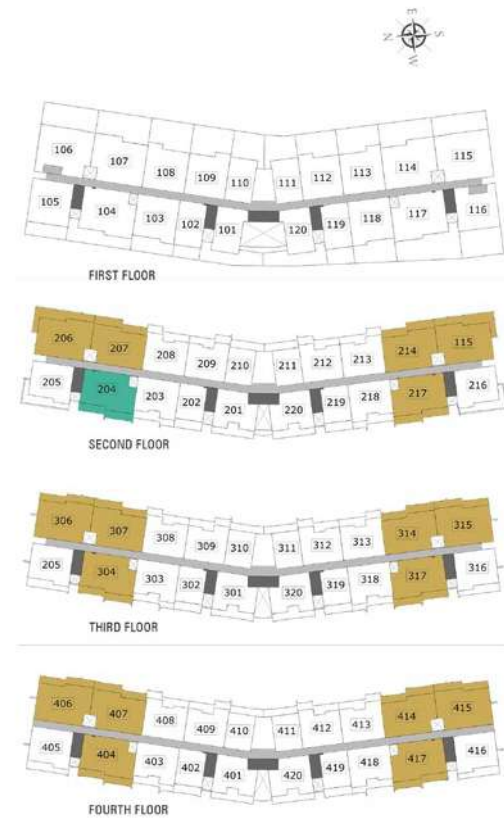 E
N S
W
106 107 108 109 110 111 112 113 114 115
105 104 103 102 101 120 119 118 117 116
FIRST FLOOR
206 207 208 209 210 211 212 213 214 115
205 204 203 202 201 220 219 218 217 216
SECOND FLOOR
306 307 308 309 310 311 312 313 314 315
205 304 303 302 301 320 319 318 317 316
THIRD FLOOR
406 407 408 409 410 411 412 413 414 415
405 404 403 402 401 420 419 418 417 416
FOURTH FLOOR